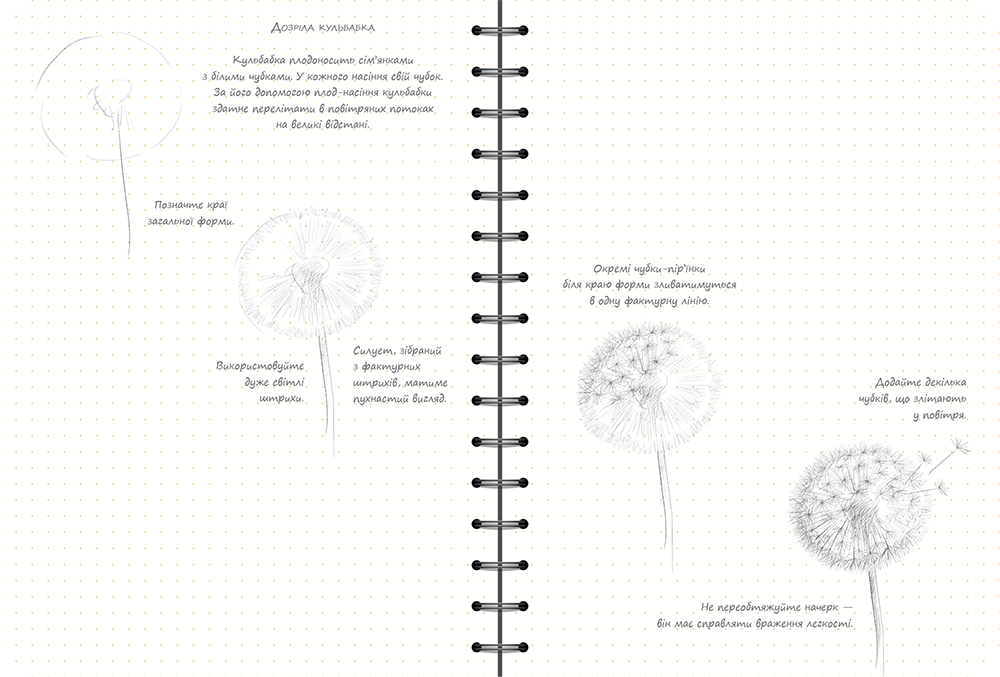 Дозріла кульбабка
Кульбабка плодоносить сім'янками
з білими чубками. У кожного насіння свій чубок.
За його допомогою плод-насіння кульбабки
здатне перелітати в повітряних потоках
на великі відстані.
Позначте краї
загальної форми.
Використовуйте
дуже світлі
штрихи.
Силует, зібраний
з фактурних
штрихів, матиме
пухнастий вигляд.
Окремі чубки-пір'їнки
біля краю форми зливатимуться
в одну фактурну лінію.
Додайте декілька
чубків, що злітають
у повітря.
Не переобтяжуйте начерк —
він має справляти враження легкості.